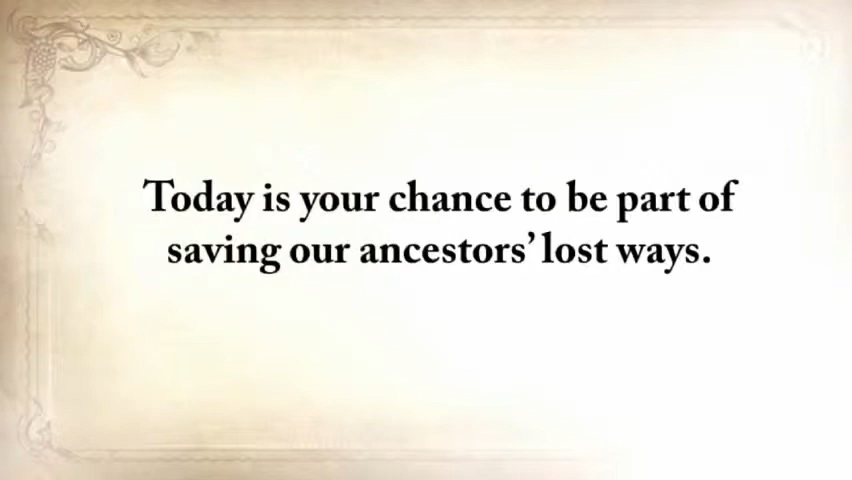 Today is your chance to be part of
saving our ancestors’ lost ways.